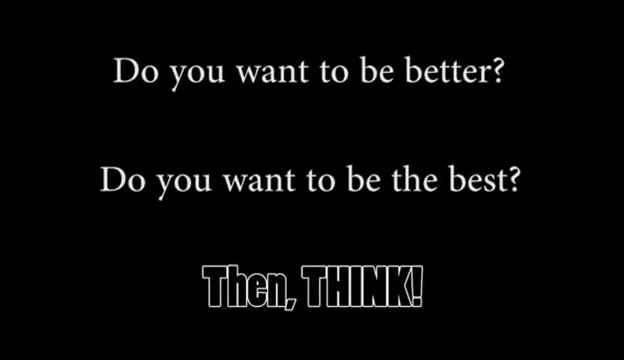 Do you want to be better?
Do you want to be the best?
Then, THINK!